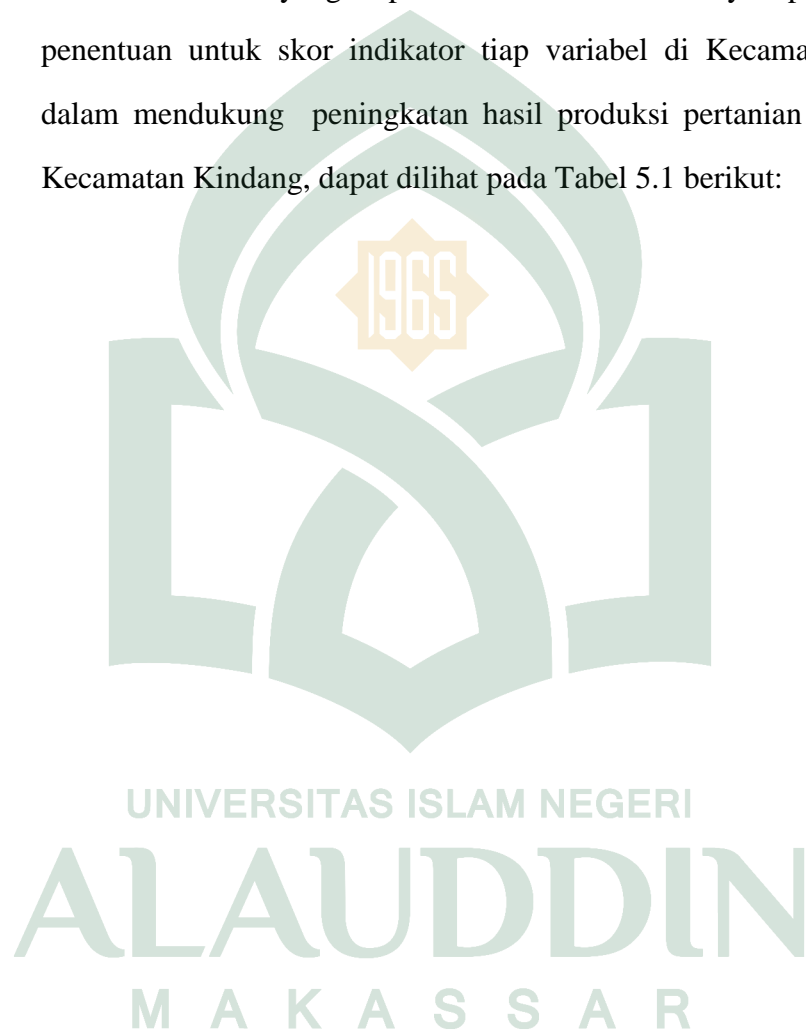 penentuan untuk skor indikator tiap variabel di
dalam mendukung peningkatan hasil produksi pertanian
Kecamatan Kindang, dapat dilihat pada Tabel 5.1 berikut:
1965
UNIVERSITAS ISLAM NEGERI
ALAUDDIN
MAKASSAR